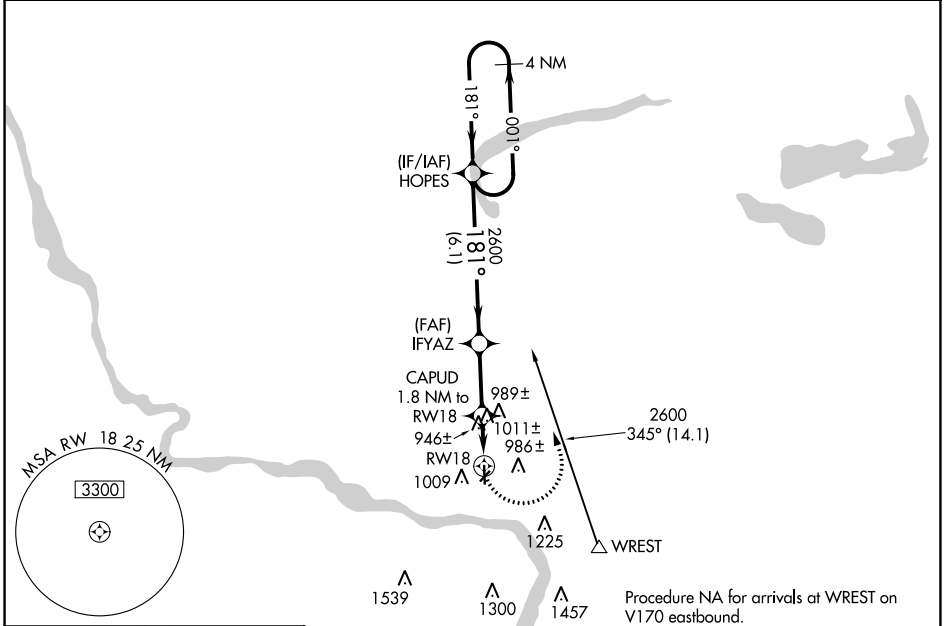 4 NM
181°
001°
(IF/IAF)
HOPES
2600
181°
(6.1)
(FAF)
IFYAZ
CAPUD
1.8 NM to
RW18
989±
1011±
946±
986±
RW18
1009
2600
345° (14.1)
MSA RW 18 25 NM
3300
1225
WREST
1539
1300
1457
Procedure NA for arrivals at WREST on
V170 eastbound.